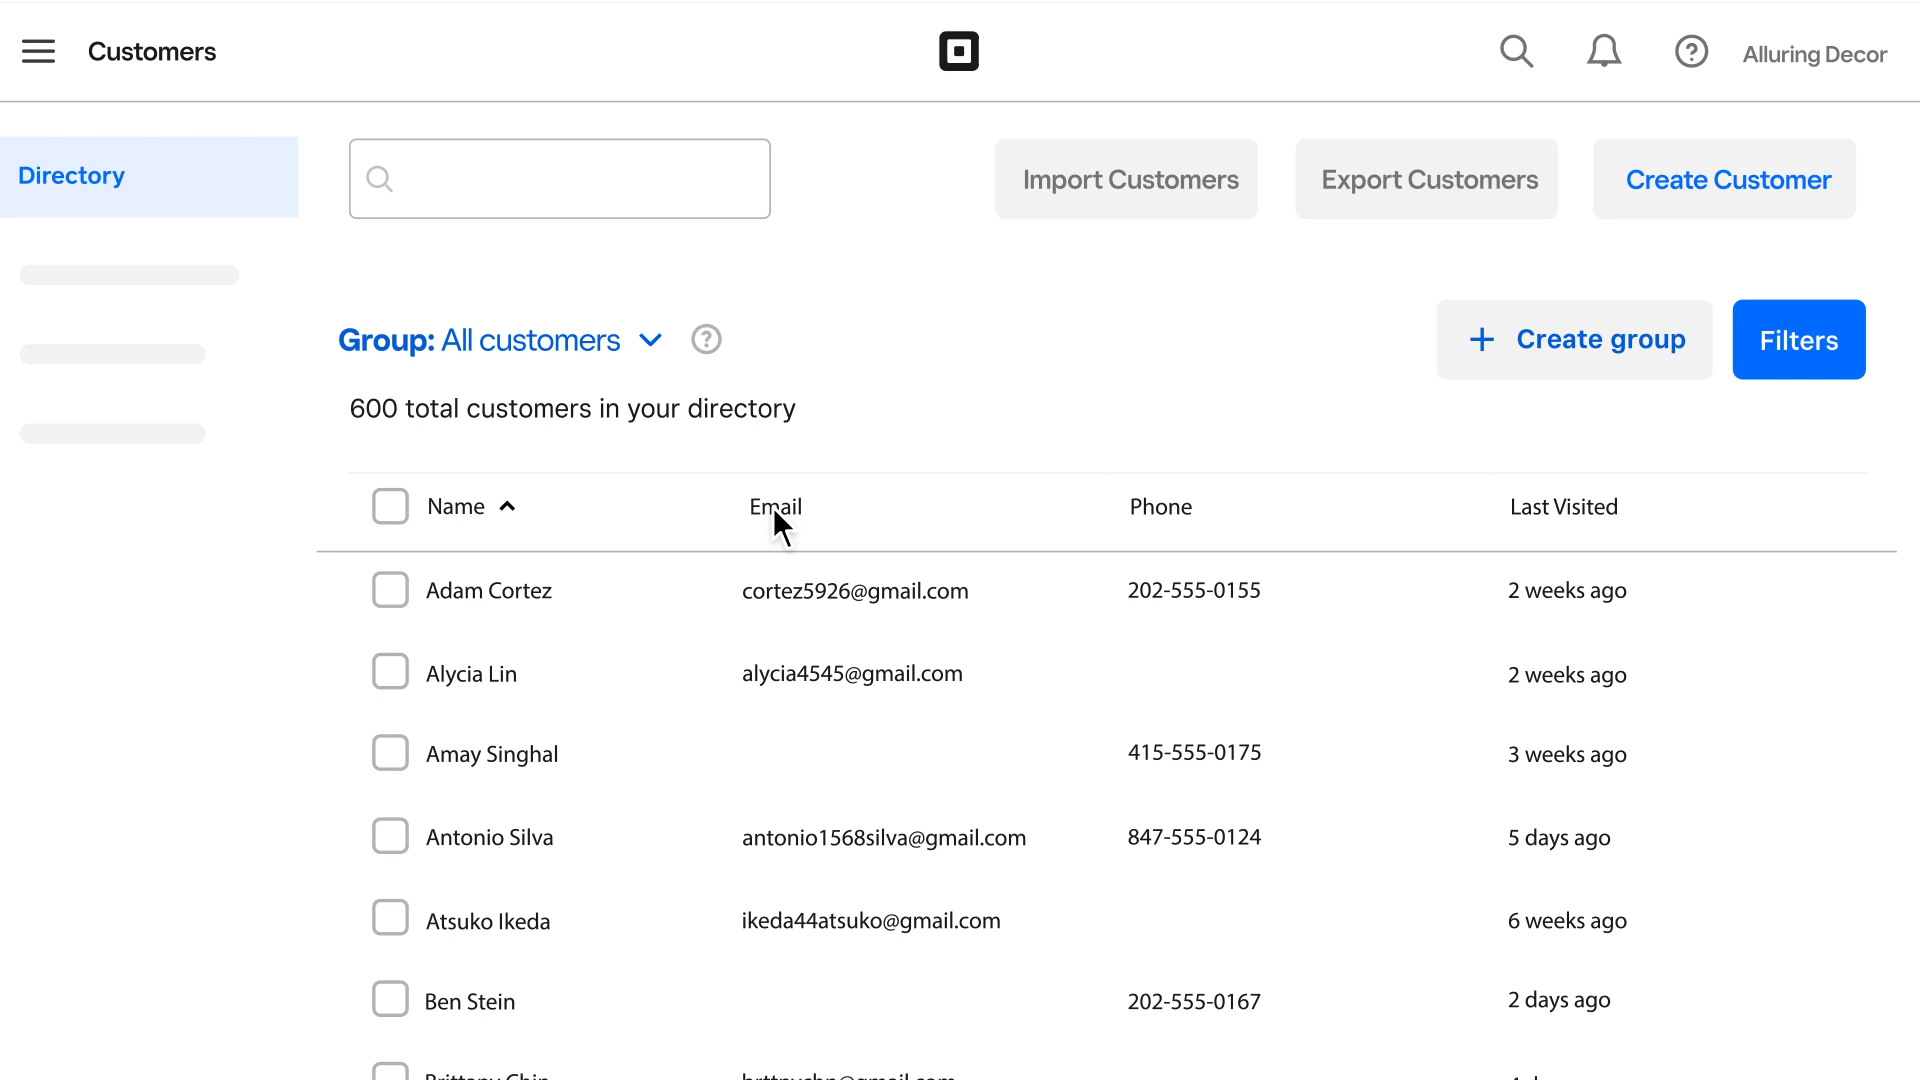 Customers
Alluring Decor
Directory
Import Customers
Export Customers
Create Customer
Group: All customers
+ Create group
Filters
600 total customers in your directory
Name Email Phone Last Visited
Adam Cortez cortez5926@gmail.com 202-555-0155 2 weeks ago
Alycia Lin alycia4545@gmail.com 2 weeks ago
Amay Singhal 415-555-0175 3 weeks ago
Antonio Silva antonio1568silva@gmail.com 847-555-0124 5 days ago
Atsuko Ikeda ikeda44atsuko@gmail.com 6 weeks ago
Ben Stein 202-555-0167 2 days ago